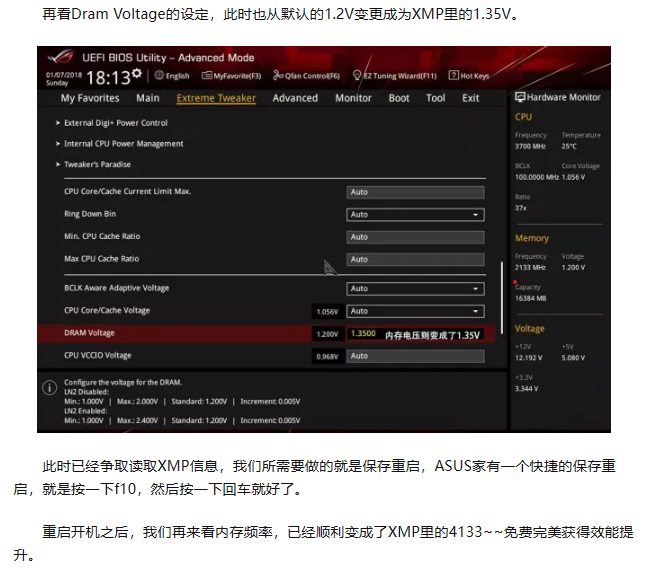 再看Dram Voltage的设定，此时也从默认的1.2V变更成为XMP里的1.35V。
UEFI BIOS Utility – Advanced Mode
01/07/2018 Sunday 18:13 English MyFavorite(F3) Qfan Control(F6) EZ Tuning Wizard(F11) ? Hot Keys
My Favorites Main Extreme Tweaker Advanced Monitor Boot Tool Exit
Hardware Monitor
External Digi+ Power Control
Internal CPU Power Management
Tweaker's Paradise
CPU Core/Cache Current Limit Max. Auto
Ring Down Bin Auto
Min. CPU Cache Ratio Auto
Max CPU Cache Ratio Auto
BCLK Aware Adaptive Voltage Auto
CPU Core/Cache Voltage 1.056V Auto
DRAM Voltage 1.200V 1.3500 内存电压则变成了1.35V
CPU VCCIO Voltage 0.968V Auto
Configure the voltage for the DRAM.
LN2 Disabled:
Min.: 1.000V | Max.: 2.000V | Standard: 1.200V | Increment: 0.005V
LN2 Enabled:
Min.: 1.000V | Max.: 2.400V | Standard: 1.200V | Increment: 0.005V
CPU
Frequency Temperature
3700 MHz 25°C
BCLK Core Voltage
100.0000 MHz 1.056 V
Ratio
37x
Memory
Frequency Voltage
2133 MHz 1.200 V
Capacity
16384 MB
Voltage
+12V +5V
12.192 V 5.080 V
+3.3V
3.344 V
此时已经争取读取XMP信息，我们所需要做的就是保存重启，ASUS家有一个快捷的保存重
启，就是按一下f10，然后按一下回车就好了。
重启开机之后，我们再来看内存频率，已经顺利变成了XMP里的4133~~免费完美获得效能提
升。